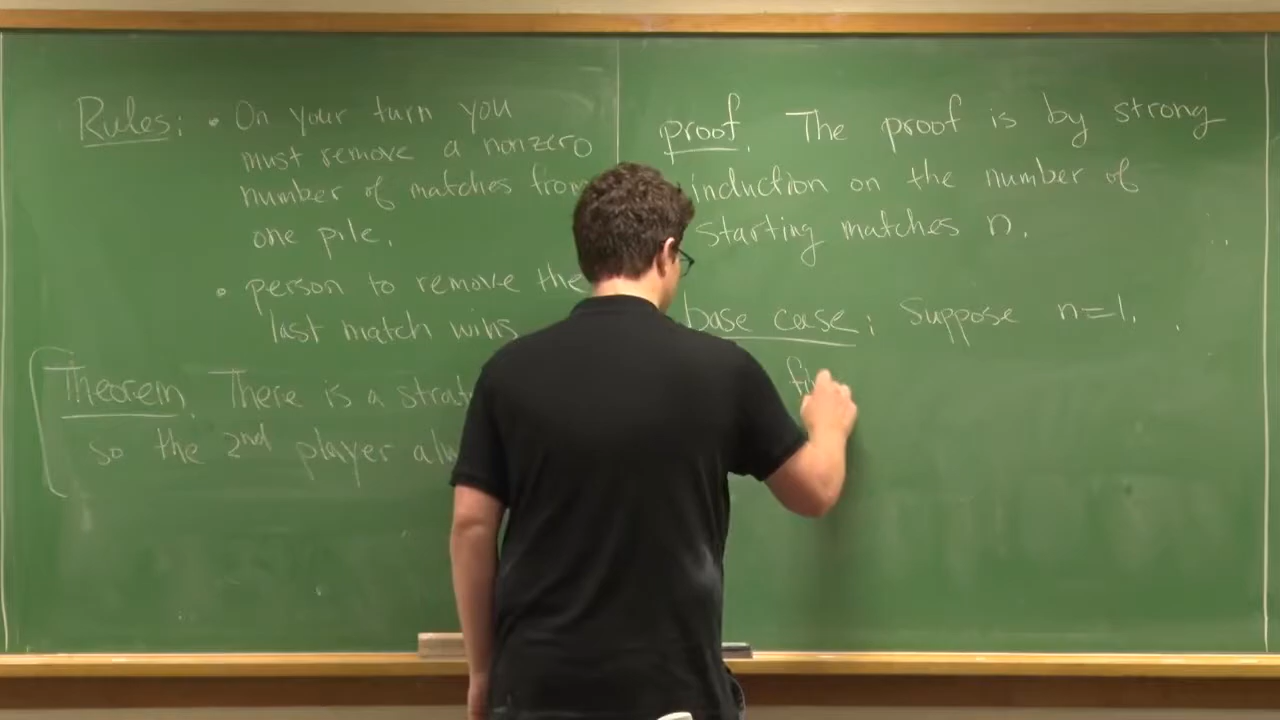 Rules: • On your turn you
must remove a nonzero
number of matches from
one pile.
• person to remove the
last match wins
Theorem. There is a strat
so the 2nd player alw
proof. The proof is by strong
induction on the number of
starting matches n.
base case: Suppose n=1.